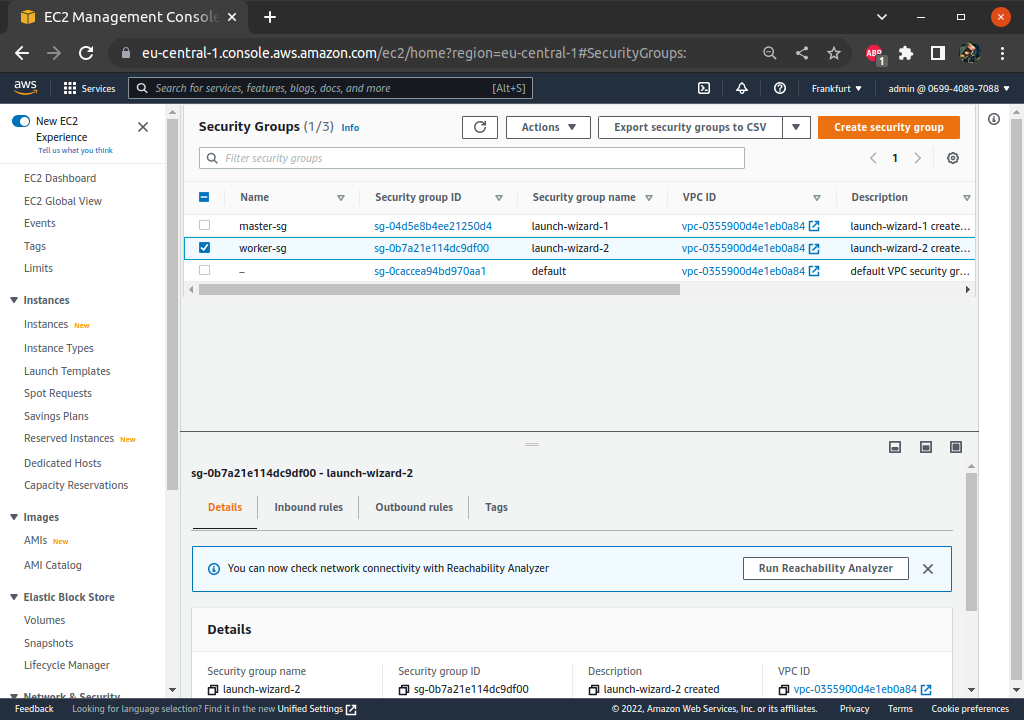 EC2 Management Console
eu-central-1.console.aws.amazon.com/ec2/home?region=eu-central-1#SecurityGroups:
ABP
1
aws
Services
Search for services, features, blogs, docs, and more
[Alt+S]
Frankfurt
admin @ 0699-4089-7088
New EC2
Experience
Tell us what you think
EC2 Dashboard
EC2 Global View
Events
Tags
Limits
Instances
Instances New
Instance Types
Launch Templates
Spot Requests
Savings Plans
Reserved Instances New
Dedicated Hosts
Capacity Reservations
Images
AMIs New
AMI Catalog
Elastic Block Store
Volumes
Snapshots
Lifecycle Manager
Network & Security
Security Groups (1/3) Info
Actions
Export security groups to CSV
Create security group
Filter security groups
1
Name Security group ID Security group name VPC ID Description
master-sg sg-04d5e8b4ee21250d4 launch-wizard-1 vpc-0355900d4e1eb0a84 launch-wizard-1 create...
worker-sg sg-0b7a21e114dc9df00 launch-wizard-2 vpc-0355900d4e1eb0a84 launch-wizard-2 create...
– sg-0caccea94bd970aa1 default vpc-0355900d4e1eb0a84 default VPC security gr...
sg-0b7a21e114dc9df00 - launch-wizard-2
Details Inbound rules Outbound rules Tags
You can now check network connectivity with Reachability Analyzer
Run Reachability Analyzer
Details
Security group name Security group ID Description VPC ID
launch-wizard-2 sg-0b7a21e114dc9df00 launch-wizard-2 created vpc-0355900d4e1eb0a84
Feedback
Looking for language selection? Find it in the new Unified Settings
© 2022, Amazon Web Services, Inc. or its affiliates.
Privacy Terms Cookie preferences